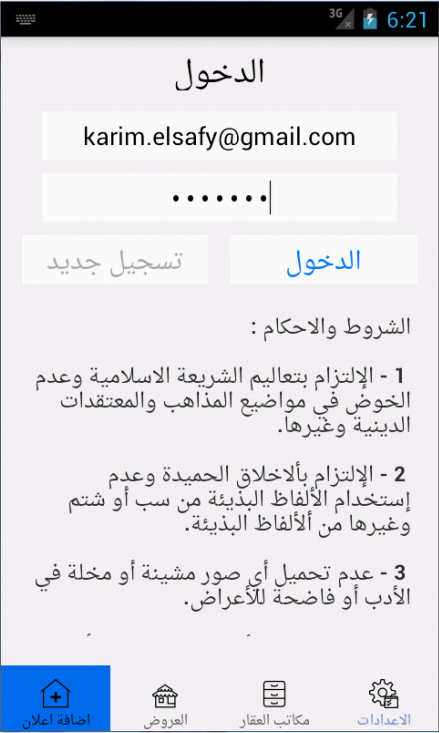 3G 6:21
الدخول
karim.elsafy@gmail.com
•••••••
الدخول
تسجيل جديد
الشروط والاحكام :
1 - الإلتزام بتعاليم الشريعة الاسلامية وعدم
الخوض في مواضيع المذاهب والمعتقدات
الدينية وغيرها.
2 - الإلتزام بألاخلاق الحميدة وعدم
إستخدام الألفاظ البذيئة من سب أو شتم
وغيرها من ألألفاظ البذيئة.
3 - عدم تحميل أي صور مشينة أو مخلة في
الأدب أو فاضحة للأعراض.
الاعدادات
مكاتب العقار
العروض
اضافة اعلان